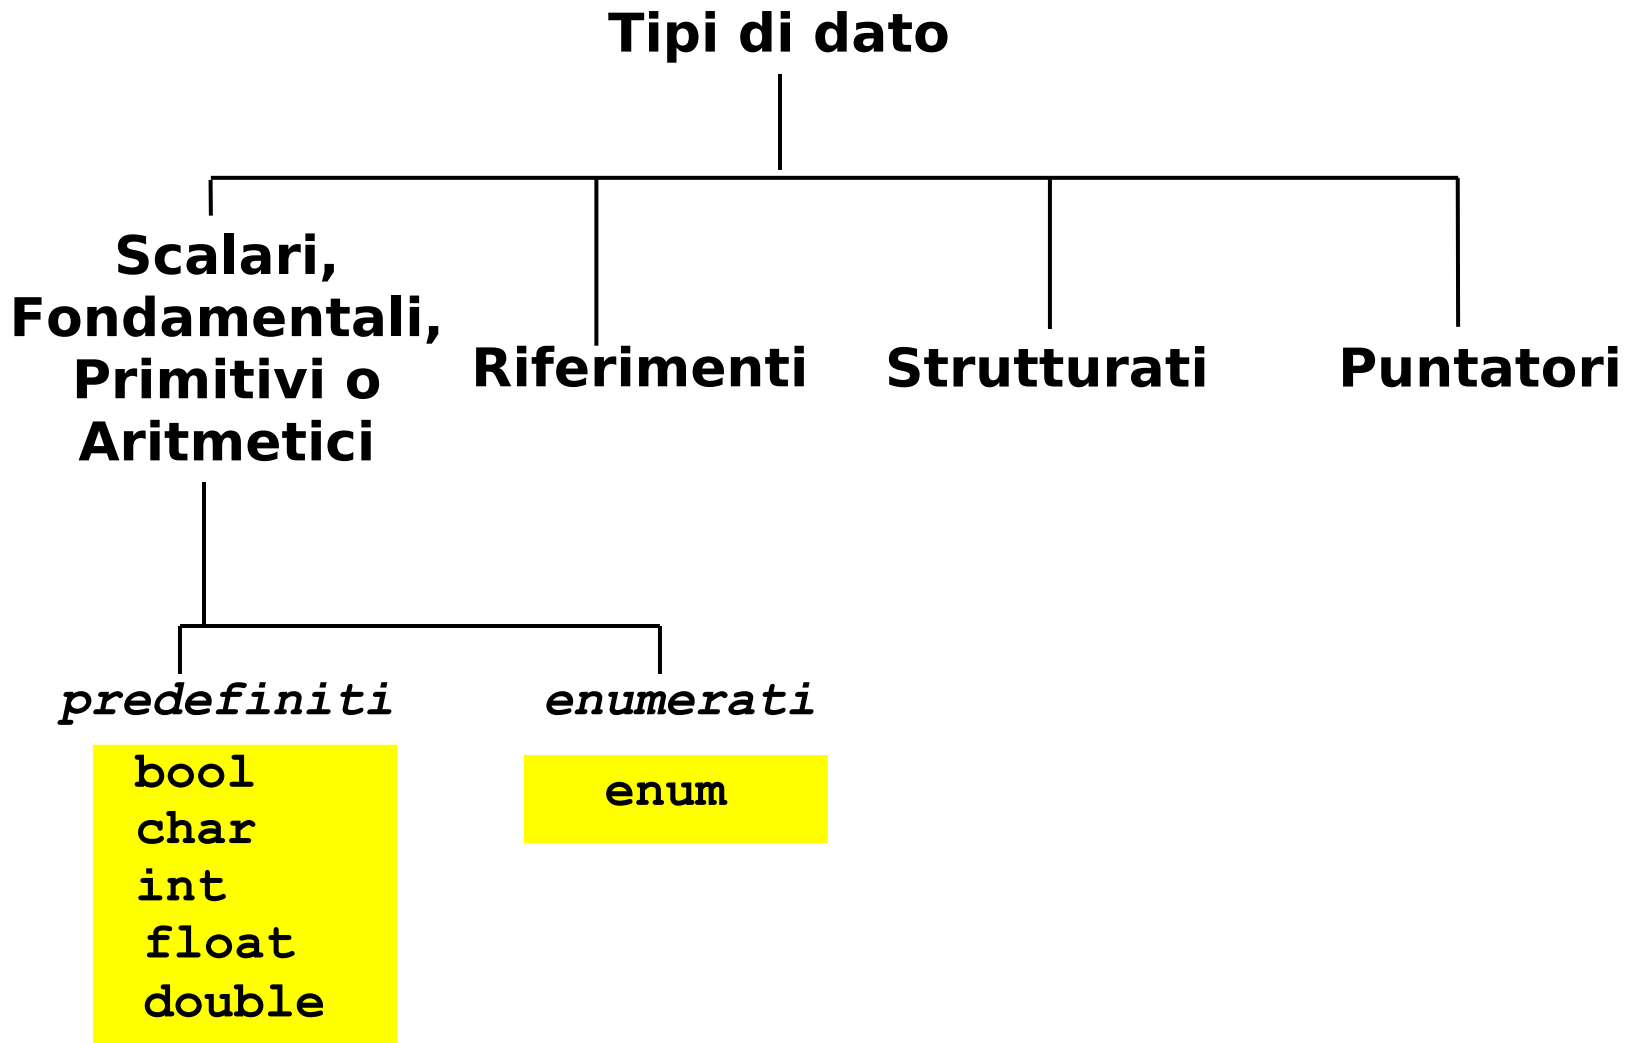 Tipi di dato
Scalari,
Fondamentali,
Primitivi o
Aritmetici
Riferimenti
Strutturati
Puntatori
predefiniti
enumerati
bool
char
int
float
double
enum